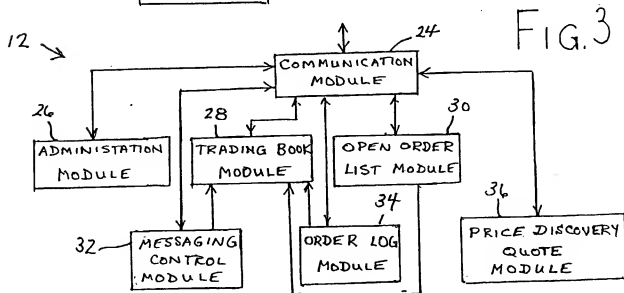 FIG. 3
12
24
COMMUNICATION
MODULE
26
ADMINISTATION
MODULE
28
TRADING BOOK
MODULE
30
OPEN ORDER
LIST MODULE
32
MESSAGING
CONTROL
MODULE
34
ORDER LOG
MODULE
36
PRICE DISCOVERY
QUOTE
MODULE